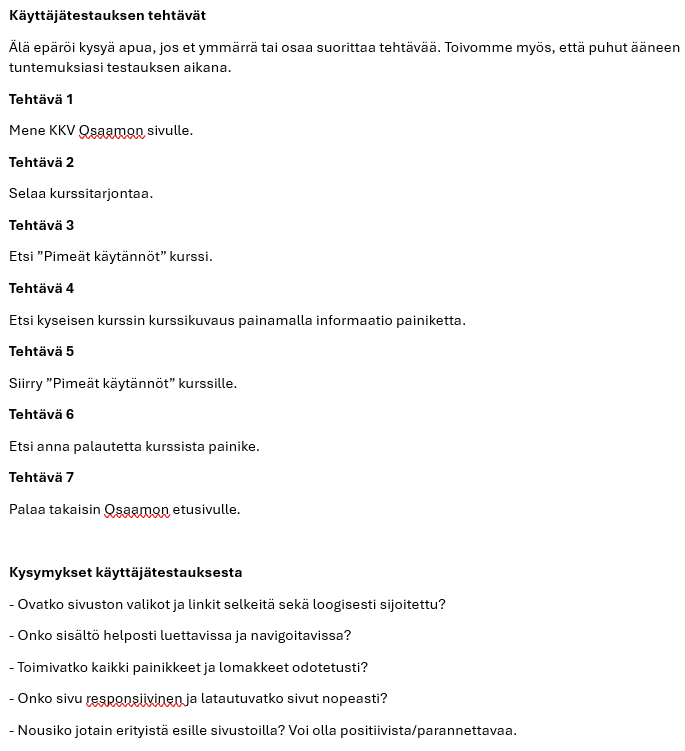 Käyttäjätestauksen tehtävät
Älä epäröi kysyä apua, jos et ymmärrä tai osaa suorittaa tehtävää. Toivomme myös, että puhut ääneen
tuntemuksiasi testauksen aikana.
Tehtävä 1
Mene KKV Osaamon sivulle.
Tehtävä 2
Selaa kurssitarjontaa.
Tehtävä 3
Etsi ”Pimeät käytännöt” kurssi.
Tehtävä 4
Etsi kyseisen kurssin kurssikuvaus painamalla informaatio painiketta.
Tehtävä 5
Siirry ”Pimeät käytännöt” kurssille.
Tehtävä 6
Etsi anna palautetta kurssista painike.
Tehtävä 7
Palaa takaisin Osaamon etusivulle.
Kysymykset käyttäjätestauksesta
- Ovatko sivuston valikot ja linkit selkeitä sekä loogisesti sijoitettu?
- Onko sisältö helposti luettavissa ja navigoitavissa?
- Toimivatko kaikki painikkeet ja lomakkeet odotetusti?
- Onko sivu responsiivinen ja latautuvatko sivut nopeasti?
- Nousiko jotain erityistä esille sivustoilla? Voi olla positiivista/parannettavaa.